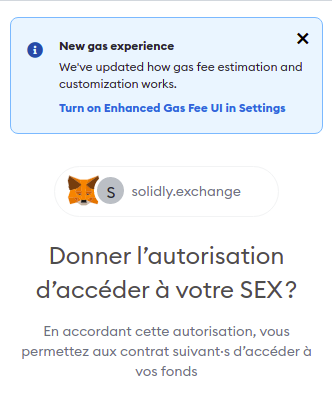 New gas experience
We've updated how gas fee estimation and
customization works.
Turn on Enhanced Gas Fee UI in Settings
S solidly.exchange
Donner l’autorisation
d’accéder à votre SEX?
En accordant cette autorisation, vous
permettez aux contrat suivant·s d’accéder à
vos fonds